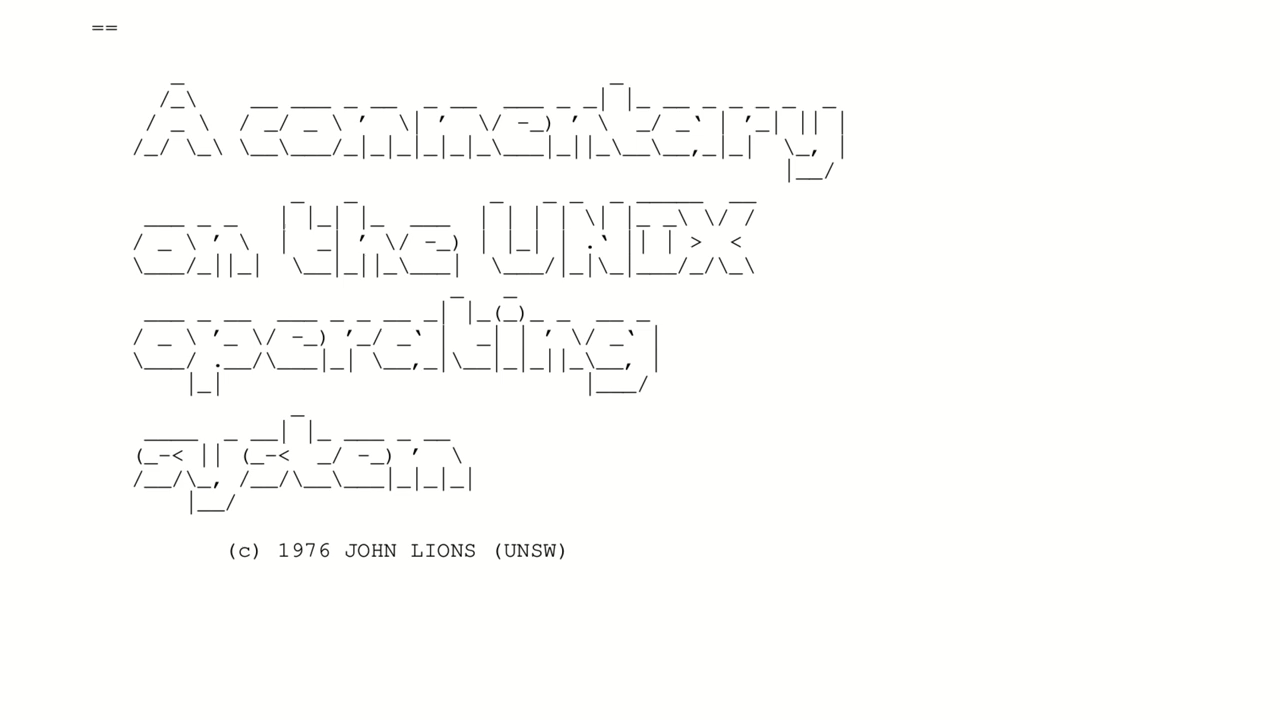 ==
A commentary
on the UNIX
operating
system
(c) 1976 JOHN LIONS (UNSW)